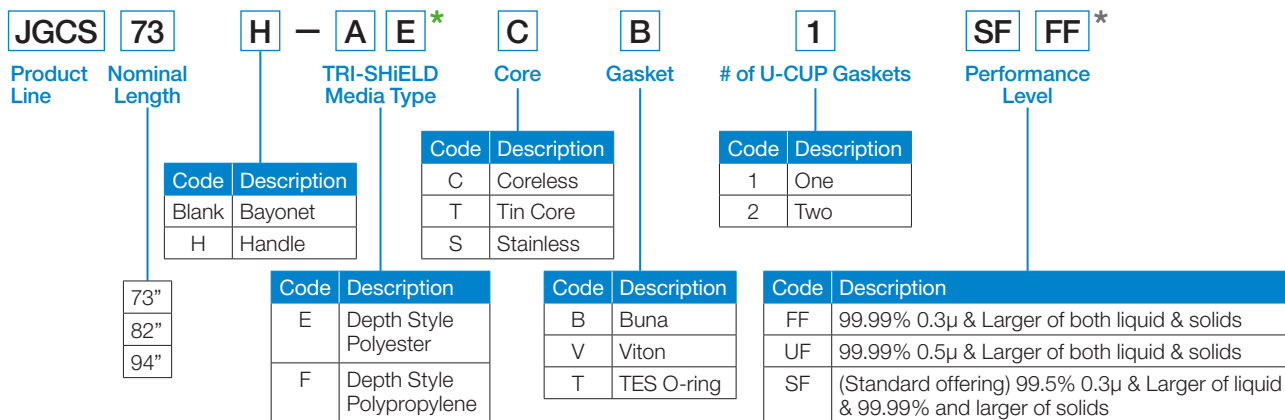 JGCS 73 H – A E* C B 1 SF FF*
Product Line
Nominal Length
TRI-SHiELD Media Type
Core
Gasket
# of U-CUP Gaskets
Performance Level
Code Description
Blank Bayonet
H Handle
Code Description
C Coreless
T Tin Core
S Stainless
Code Description
1 One
2 Two
73”
82”
94”
Code Description
E Depth Style Polyester
F Depth Style Polypropylene
Code Description
B Buna
V Viton
T TES O-ring
Code Description
FF 99.99% 0.3µ & Larger of both liquid & solids
UF 99.99% 0.5µ & Larger of both liquid & solids
SF (Standard offering) 99.5% 0.3µ & Larger of liquid
& 99.99% and larger of solids